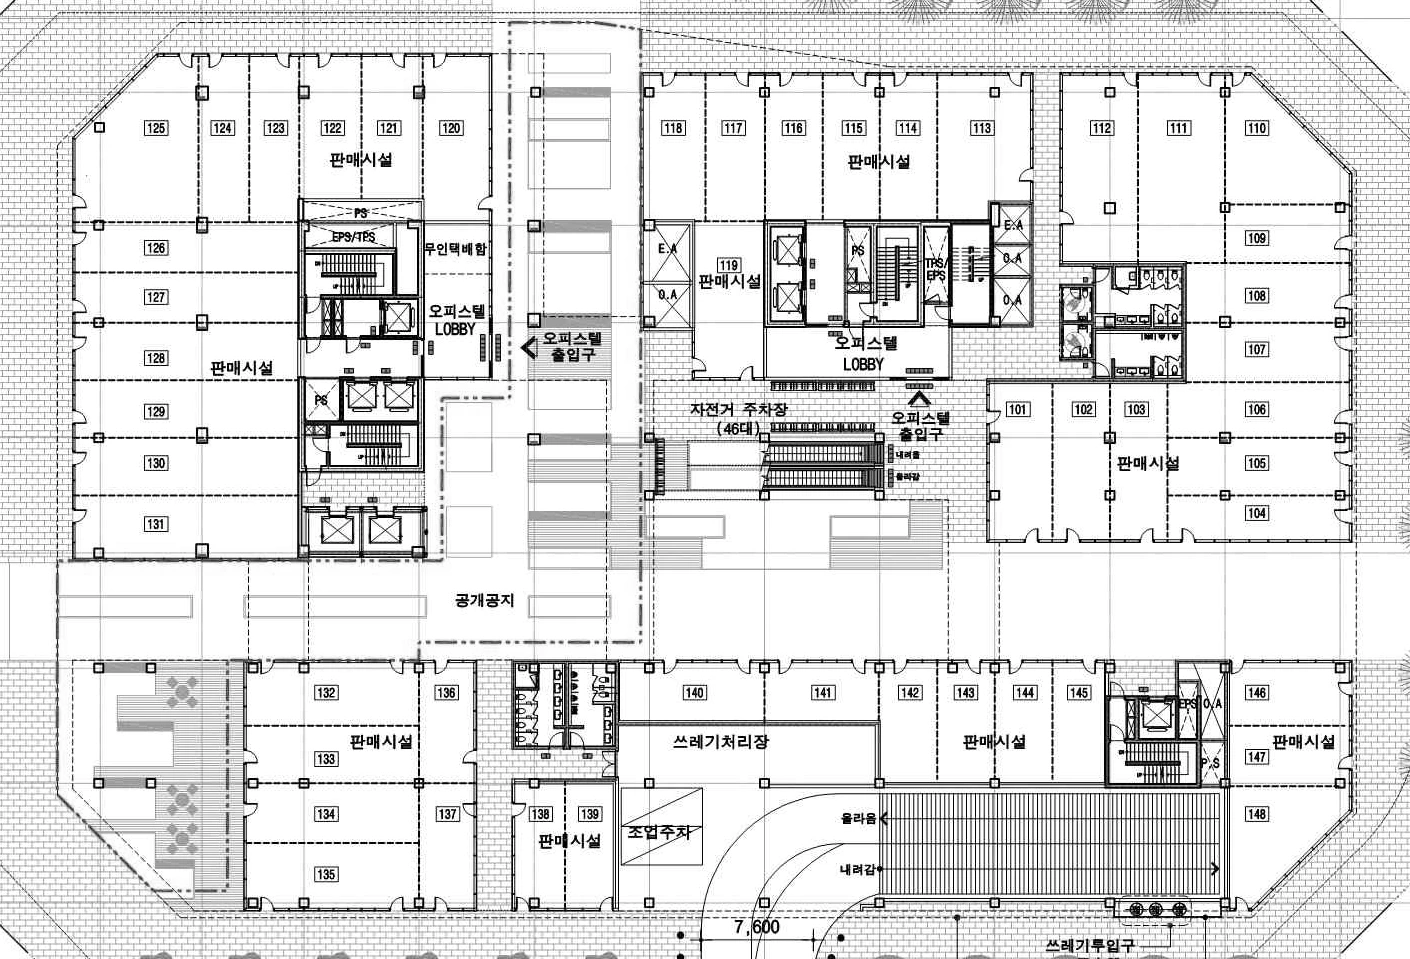 125
124
123
122
121
120
판매시설
118
117
116
115
114
113
판매시설
112
111
110
PS
EPS/TPS
무인택배함
126
127
128
129
130
131
판매시설
오피스텔
LOBBY
PS
오피스텔
출입구
E.A
O.A
119
판매시설
PS
TPS/
EPS
E.A
O.A
O.A
오피스텔
LOBBY
109
108
107
106
105
104
자전거 주차장
(46대)
오피스텔
출입구
내려옴
올라감
101
102
103
판매시설
공개공지
132
133
134
135
136
137
판매시설
138
139
판매시설
140
141
142
143
144
145
쓰레기처리장
판매시설
EPS
O.A
P.S
146
147
판매시설
148
조업주차
올라옴
내려감
7,600
쓰레기투입구